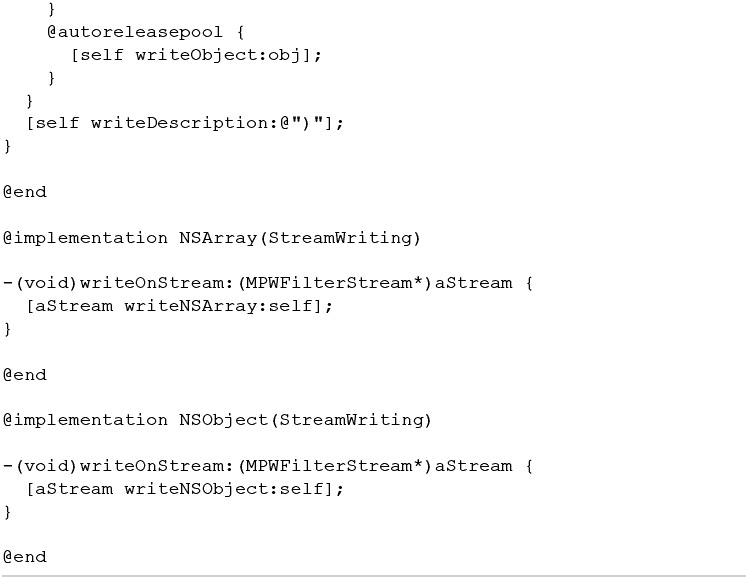 }
    @autoreleasepool {
      [self writeObject:obj];
    }
  }
  [self writeDescription:@")"];
}
@end
@implementation NSArray(StreamWriting)
-(void)writeOnStream:(MPWFilterStream*)aStream {
  [aStream writeNSArray:self];
}
@end
@implementation NSObject(StreamWriting)
-(void)writeOnStream:(MPWFilterStream*)aStream {
  [aStream writeNSObject:self];
}
@end